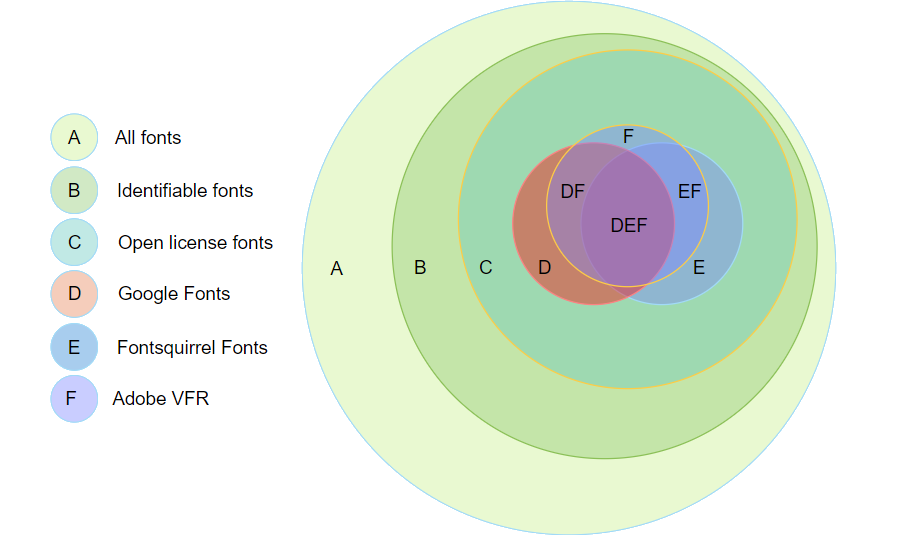 A All fonts
B Identifiable fonts
C Open license fonts
D Google Fonts
E Fontsquirrel Fonts
F Adobe VFR
F
DF
EF
DEF
A
B
C
D
E